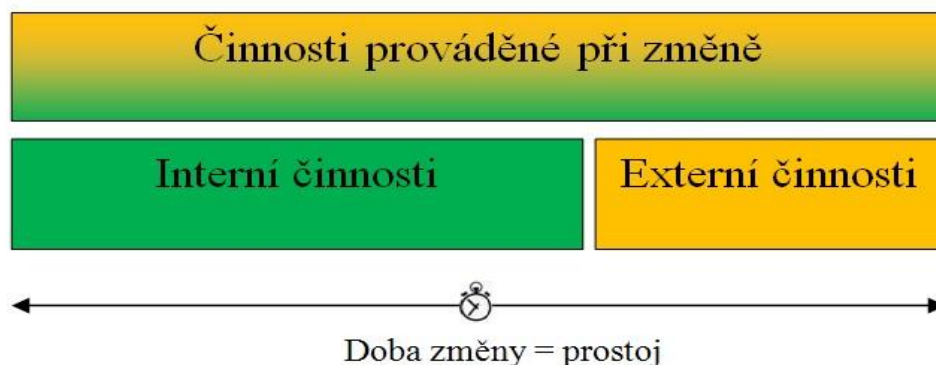 Činnosti prováděné při změně
Interní činnosti
Externí činnosti
Doba změny = prostoj